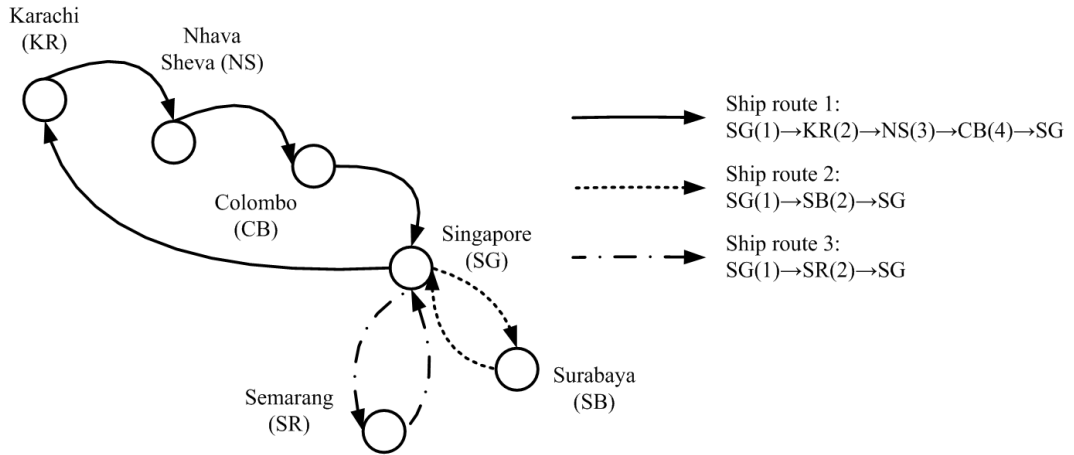 Karachi
(KR)
Nhava
Sheva (NS)
Colombo
(CB)
Singapore
(SG)
Semarang
(SR)
Surabaya
(SB)
Ship route 1:
SG(1)→KR(2)→NS(3)→CB(4)→SG
Ship route 2:
SG(1)→SB(2)→SG
Ship route 3:
SG(1)→SR(2)→SG